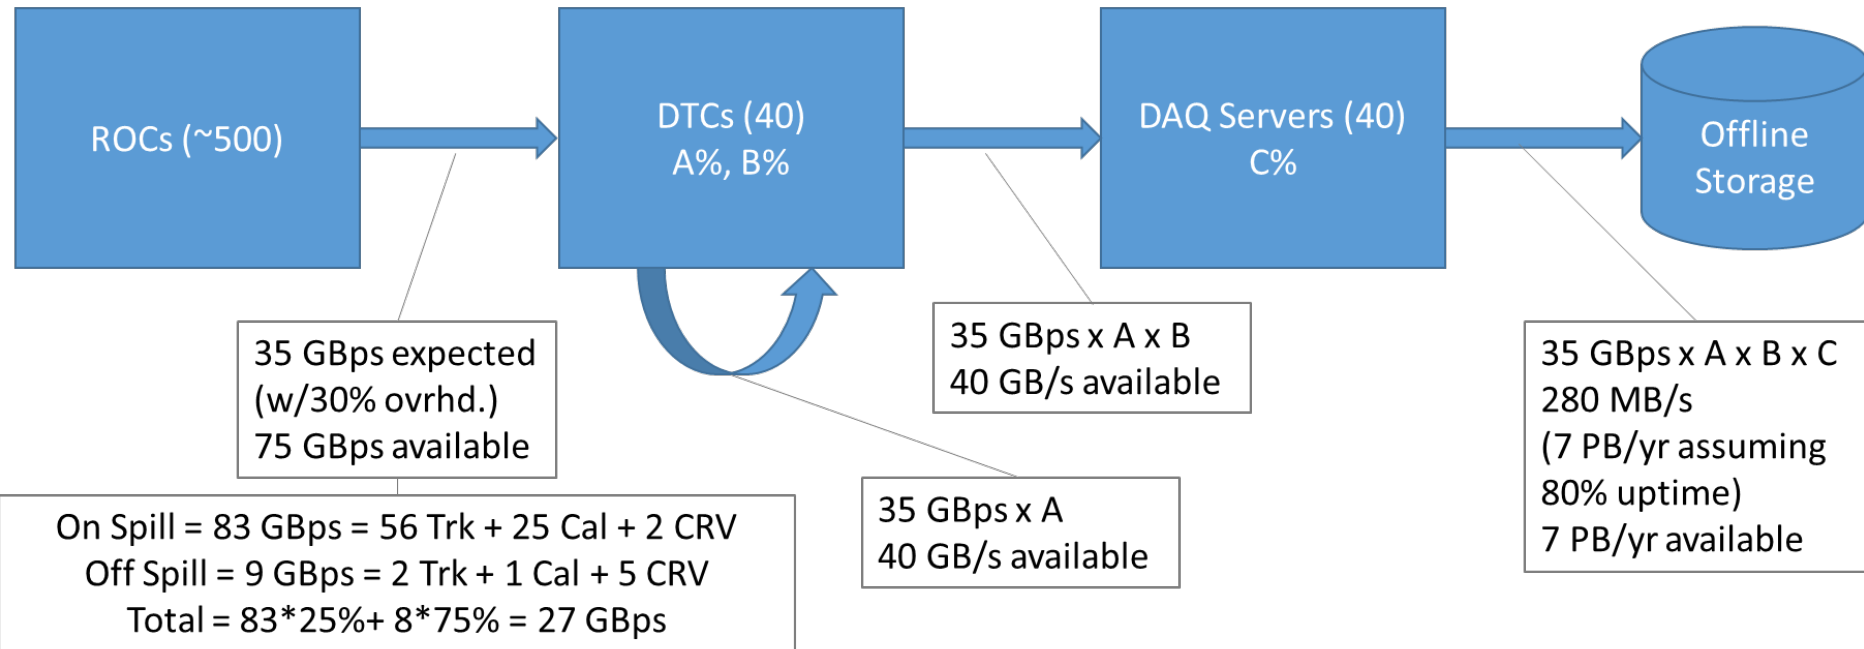 ROCs (~500)
DTCs (40)
A%, B%
DAQ Servers (40)
C%
Offline
Storage
35 GBps expected
(w/30% ovrhd.)
75 GBps available
35 GBps x A x B
40 GB/s available
35 GBps x A x B x C
280 MB/s
(7 PB/yr assuming
80% uptime)
7 PB/yr available
35 GBps x A
40 GB/s available
On Spill = 83 GBps = 56 Trk + 25 Cal + 2 CRV
Off Spill = 9 GBps = 2 Trk + 1 Cal + 5 CRV
Total = 83*25%+ 8*75% = 27 GBps